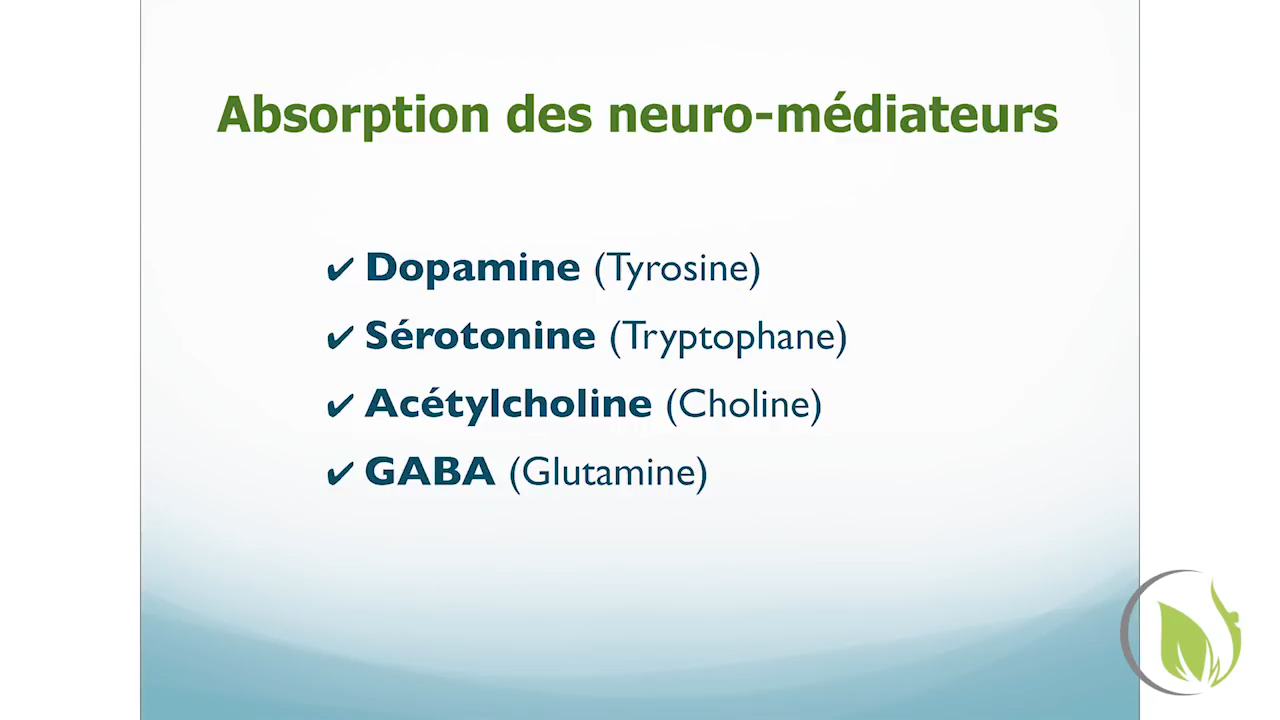 Absorption des neuro-médiateurs
✔ Dopamine (Tyrosine)
✔ Sérotonine (Tryptophane)
✔ Acétylcholine (Choline)
✔ GABA (Glutamine)